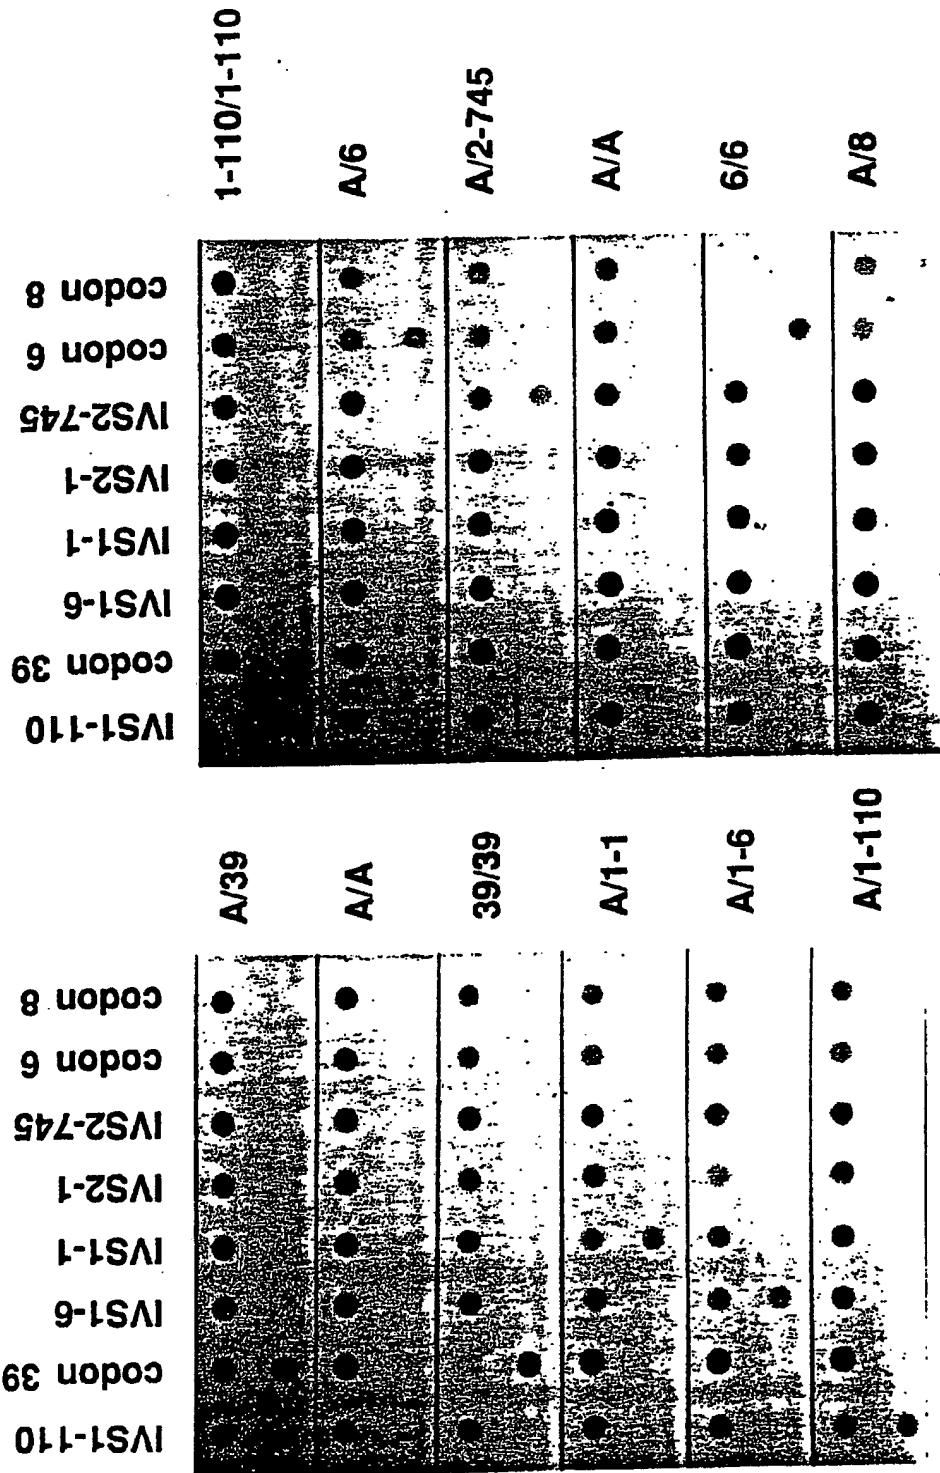 1-110/1-110
A/6
A/2-745
A/A
6/6
A/8
codon 8
codon 6
IVS2-745
IVS2-1
IVS1-1
IVS1-6
codon 39
IVS1-110
A/39
A/A
39/39
A/1-1
A/1-6
A/1-110
codon 8
codon 6
IVS2-745
IVS2-1
IVS1-1
IVS1-6
codon 39
IVS1-110